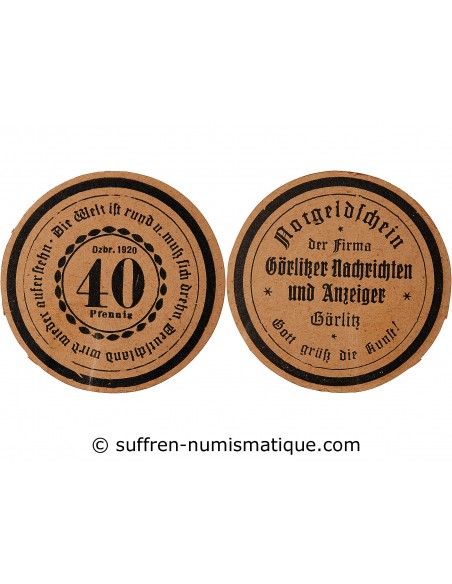 Die Welt ist rund u. muß sich drehn. Deutschland wird wieder auferstehn.
Dzbr. 1920
40
Pfennig
Notgeldschein
der Firma
Görlitzer Nachrichten
und Anzeiger
Görlitz
Gott grüß die Kunst!
© suffren-numismatique.com